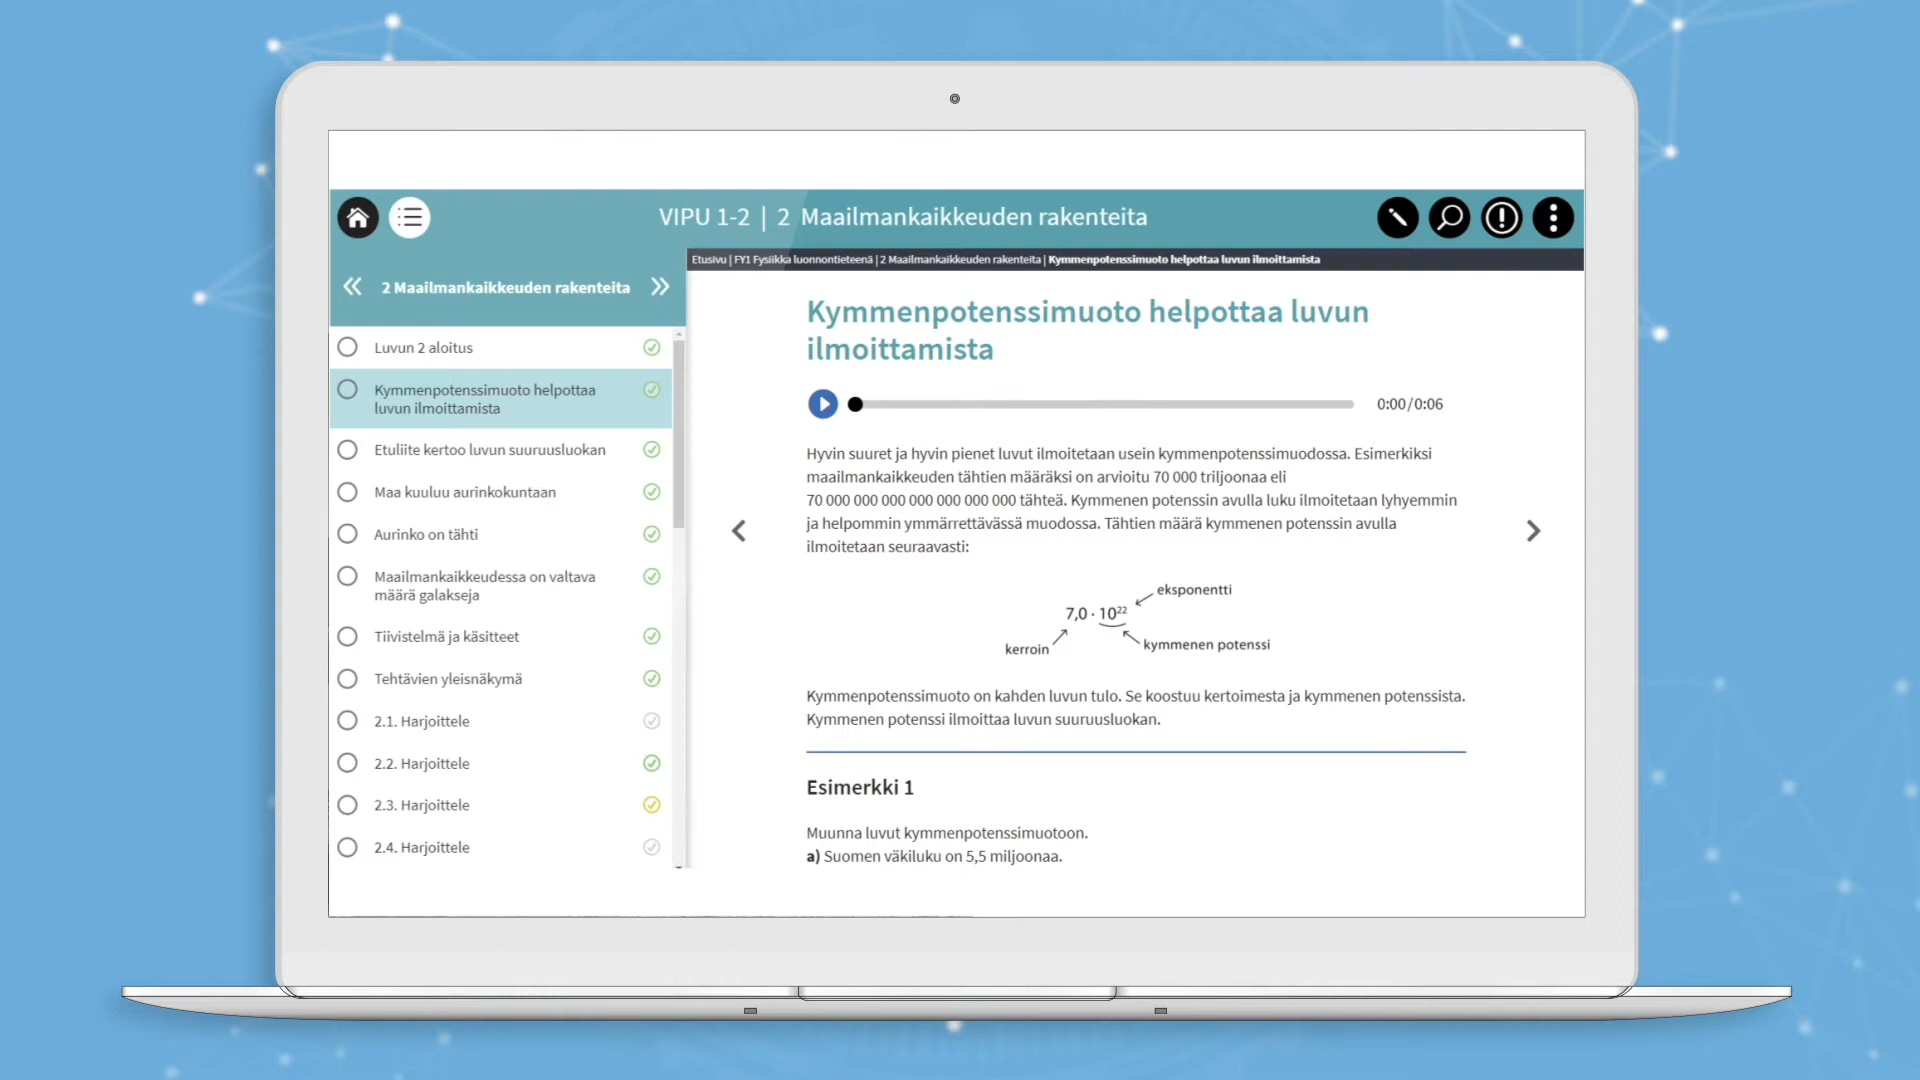 VIPU 1-2 | 2 Maailmankaikkeuden rakenteita
Etusivu | FY1 Fysiikka luonnontieteenä | 2 Maailmankaikkeuden rakenteita | Kymmenpotenssimuoto helpottaa luvun ilmoittamista
2 Maailmankaikkeuden rakenteita
Luvun 2 aloitus
Kymmenpotenssimuoto helpottaa
luvun ilmoittamista
Etuliite kertoo luvun suuruusluokan
Maa kuuluu aurinkokuntaan
Aurinko on tähti
Maailmankaikkeudessa on valtava
määrä galakseja
Tiivistelmä ja käsitteet
Tehtävien yleisnäkymä
2.1. Harjoittele
2.2. Harjoittele
2.3. Harjoittele
2.4. Harjoittele
Kymmenpotenssimuoto helpottaa luvun
ilmoittamista
0:00/0:06
Hyvin suuret ja hyvin pienet luvut ilmoitetaan usein kymmenpotenssimuodossa. Esimerkiksi
maailmankaikkeuden tähtien määräksi on arvioitu 70 000 triljoonaa eli
70 000 000 000 000 000 000 000 tähteä. Kymmenen potenssin avulla luku ilmoitetaan lyhyemmin
ja helpommin ymmärrettävässä muodossa. Tähtien määrä kymmenen potenssin avulla
ilmoitetaan seuraavasti:
eksponentti
7,0 · 10²²
kymmenen potenssi
kerroin
Kymmenpotenssimuoto on kahden luvun tulo. Se koostuu kertoimesta ja kymmenen potenssista.
Kymmenen potenssi ilmoittaa luvun suuruusluokan.
Esimerkki 1
Muunna luvut kymmenpotenssimuotoon.
a) Suomen väkiluku on 5,5 miljoonaa.